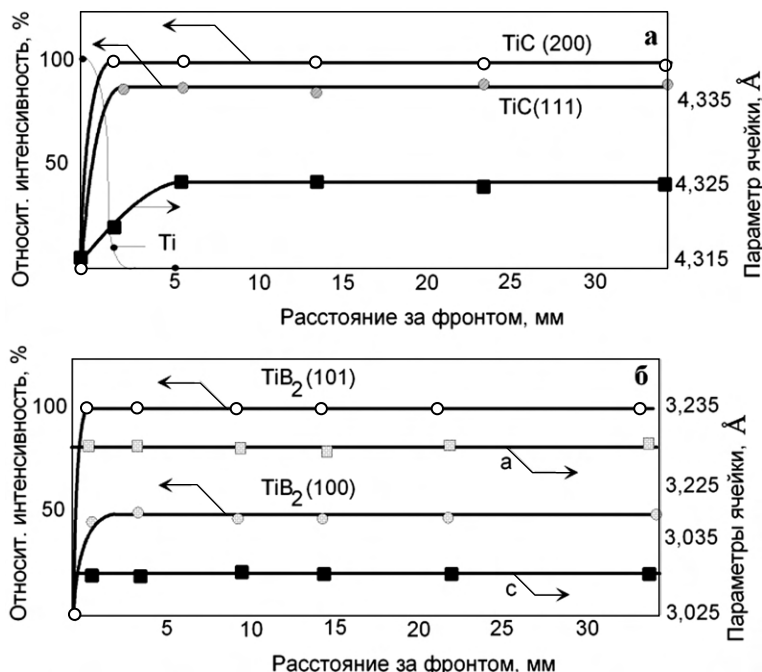 а
Относит. интенсивность, %
100
50
TiC (200)
TiC(111)
Ti
4,335
4,325
4,315
Параметр ячейки, Å
5 10 15 20 25 30
Расстояние за фронтом, мм
б
Относит. интенсивность, %
100
50
TiB2(101)
a
TiB2(100)
c
3,235
3,225
3,035
3,025
Параметры ячейки, Å
5 10 15 20 25 30
Расстояние за фронтом, мм